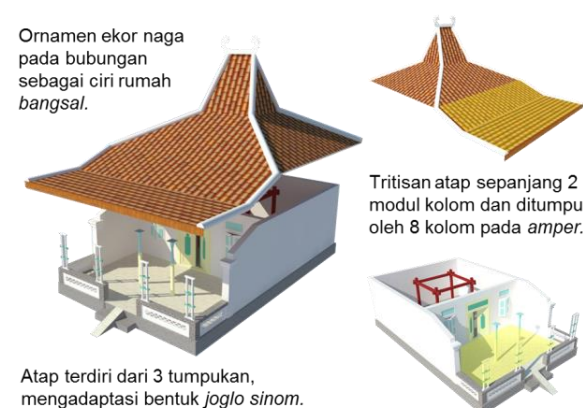 Ornamen ekor naga
pada bubungan
sebagai ciri rumah
bangsal.
Tritisan atap sepanjang 2
modul kolom dan ditumpu
oleh 8 kolom pada amper.
Atap terdiri dari 3 tumpukan,
mengadaptasi bentuk joglo sinom.